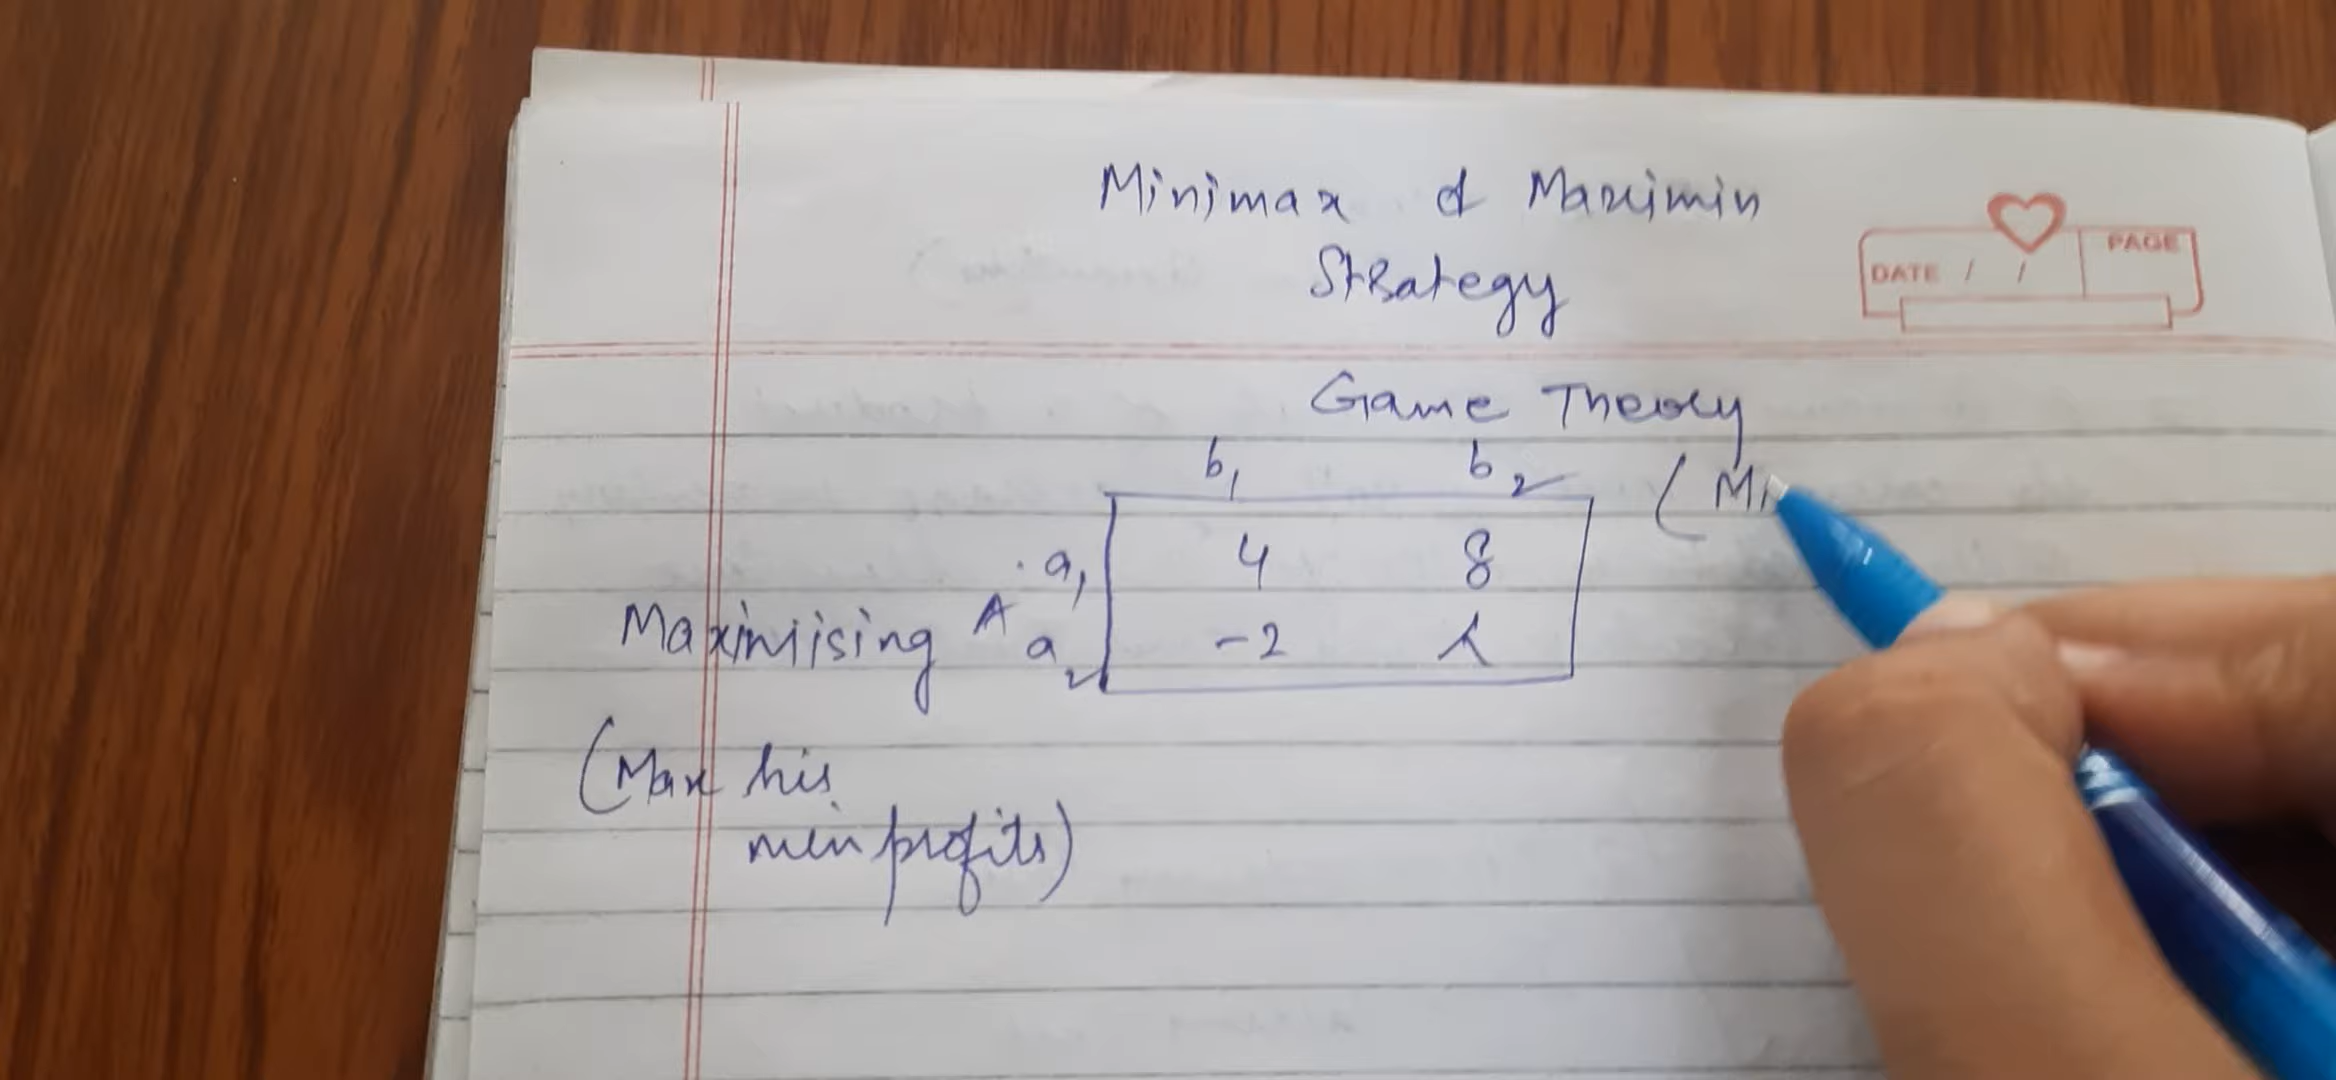 Minimax & Maximin
Strategy
PAGE
DATE / /
Game Theory
b1 b2
(Mi
a1 4 8
Maximising A a2 -2
(Max his
min profits)